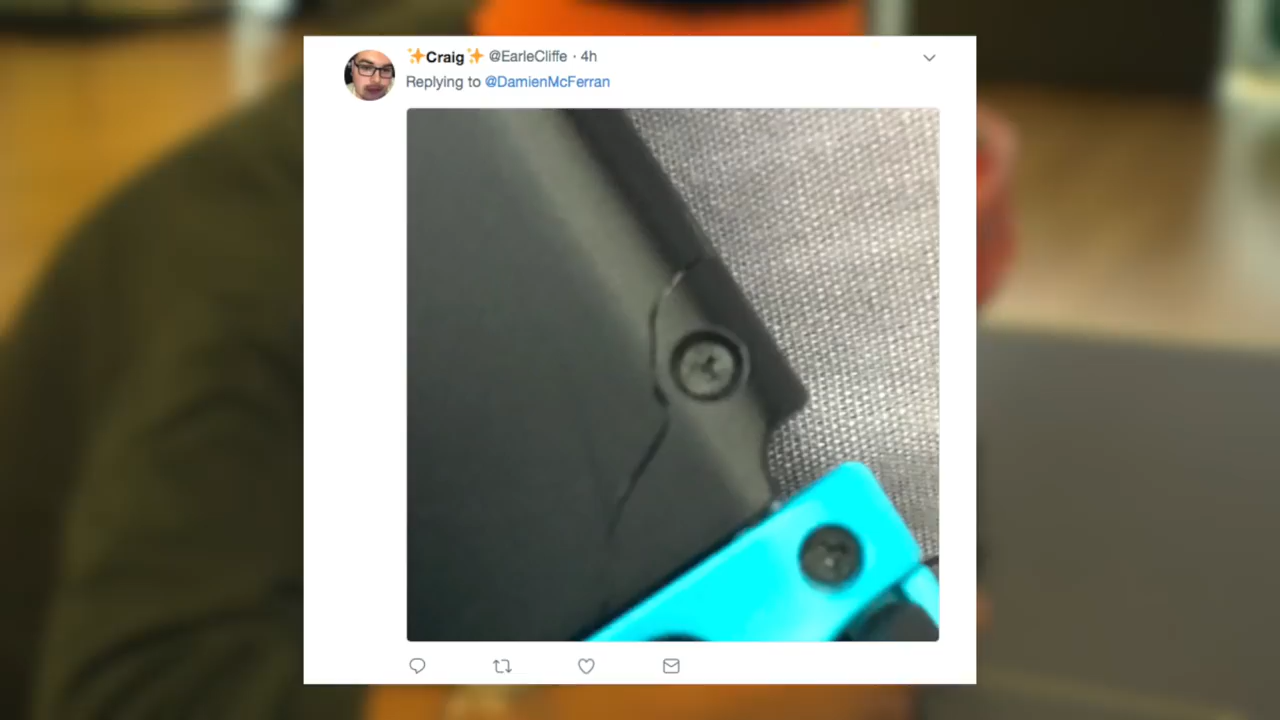 ✨Craig✨ @EarleCliffe · 4h
Replying to @DamienMcFerran